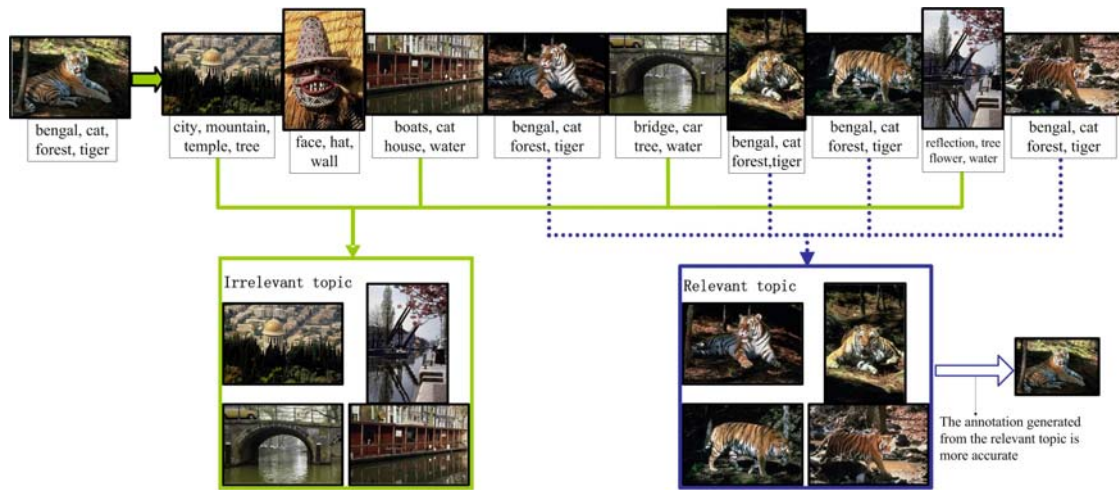 bengal, cat,
forest, tiger
city, mountain,
temple, tree
face, hat,
wall
boats, cat
house, water
bengal, cat
forest, tiger
bridge, car
tree, water
bengal, cat
forest,tiger
bengal, cat
forest, tiger
reflection, tree
flower, water
bengal, cat
forest, tiger
Irrelevant topic
Relevant topic
The annotation generated
from the relevant topic is
more accurate